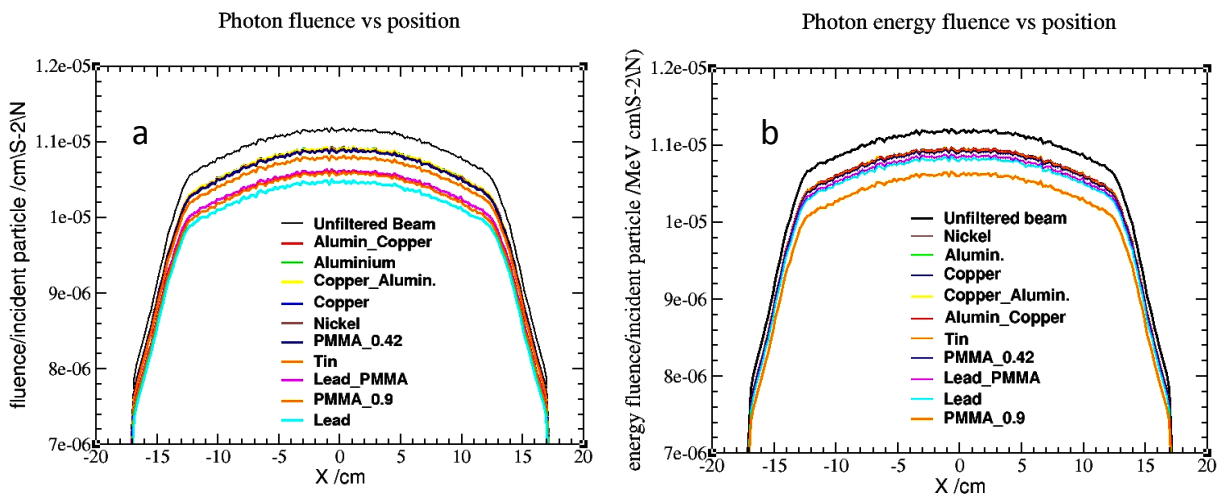 Photon fluence vs position
a
fluence/incident particle /cm\S-2\N
1.2e-05
1.1e-05
1e-05
9e-06
8e-06
7e-06
Unfiltered Beam
Alumin_Copper
Aluminium
Copper_Alumin.
Copper
Nickel
PMMA_0.42
Tin
Lead_PMMA
PMMA_0.9
Lead
-20 -15 -10 -5 0 5 10 15 20
X /cm
Photon energy fluence vs position
b
energy fluence/incident particle /MeV cm\S-2\N)
1.2e-05
1.1e-05
1e-05
9e-06
8e-06
7e-06
Unfiltered beam
Nickel
Alumin.
Copper
Copper_Alumin.
Alumin_Copper
Tin
PMMA_0.42
Lead_PMMA
Lead
PMMA_0.9
-20 -15 -10 -5 0 5 10 15 20
X /cm